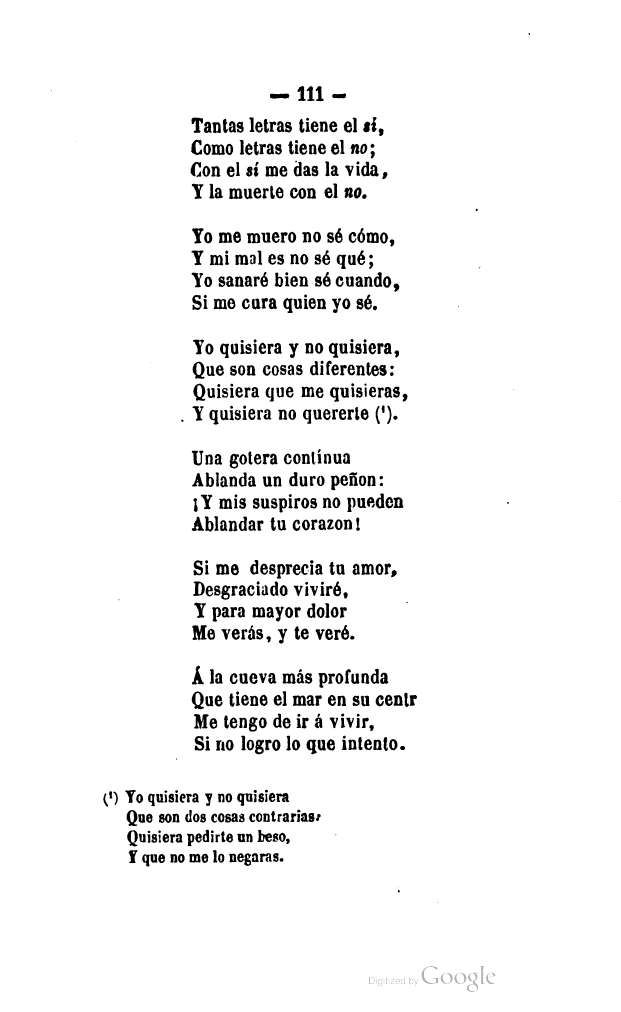 — 111 —
Tantas letras tiene el sí,
Como letras tiene el no;
Con el sí me das la vida,
Y la muerte con el no.
Yo me muero no sé cómo,
Y mi mal es no sé qué;
Yo sanaré bien sé cuando,
Si me cura quien yo sé.
Yo quisiera y no quisiera,
Que son cosas diferentes:
Quisiera que me quisieras,
Y quisiera no quererte (¹).
Una gotera contínua
Ablanda un duro peñon:
¡Y mis suspiros no pueden
Ablandar tu corazon!
Si me desprecia tu amor,
Desgraciado viviré,
Y para mayor dolor
Me verás, y te veré.
Á la cueva más profunda
Que tiene el mar en su centr
Me tengo de ir á vivir,
Si no logro lo que intento.
(¹) Yo quisiera y no quisiera
Que son dos cosas contrarias:
Quisiera pedirte un beso,
Y que no me lo negaras.
Digitized by Google